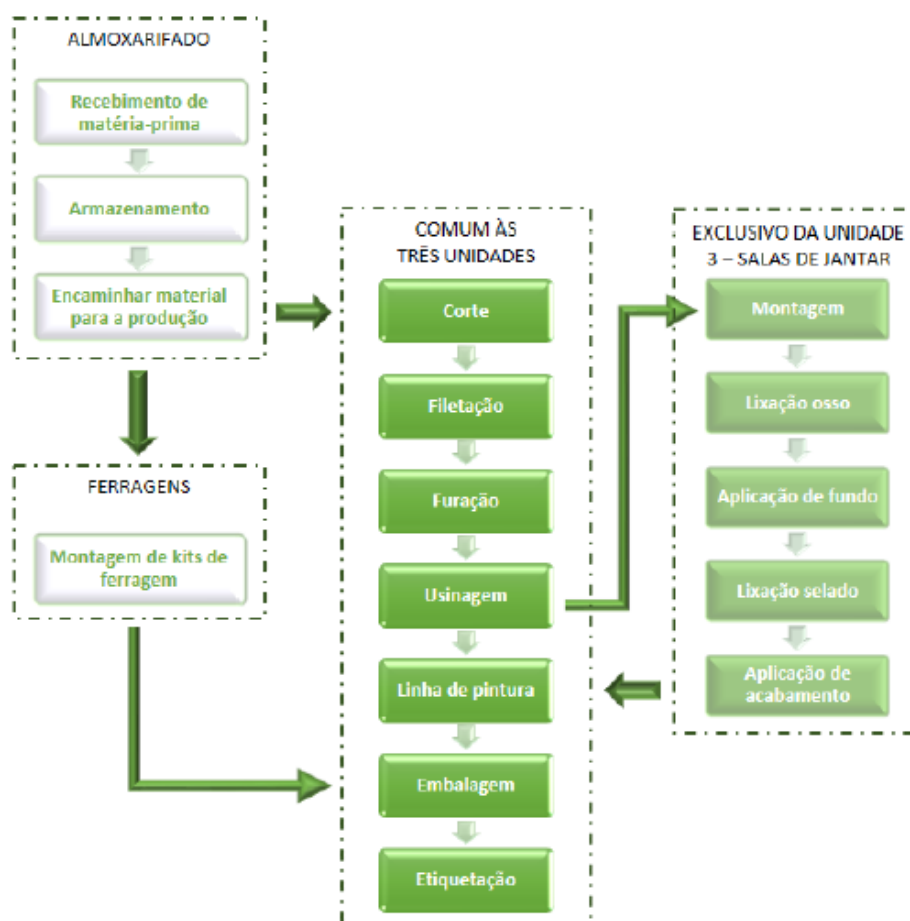 ALMOXARIFADO
Recebimento de
matéria-prima
Armazenamento
Encaminhar material
para a produção
FERRAGENS
Montagem de kits de
ferragem
COMUM ÀS
TRÊS UNIDADES
Corte
Filetação
Furação
Usinagem
Linha de pintura
Embalagem
Etiquetação
EXCLUSIVO DA UNIDADE
3 – SALAS DE JANTAR
Montagem
Lixação osso
Aplicação de fundo
Lixação selado
Aplicação de
acabamento